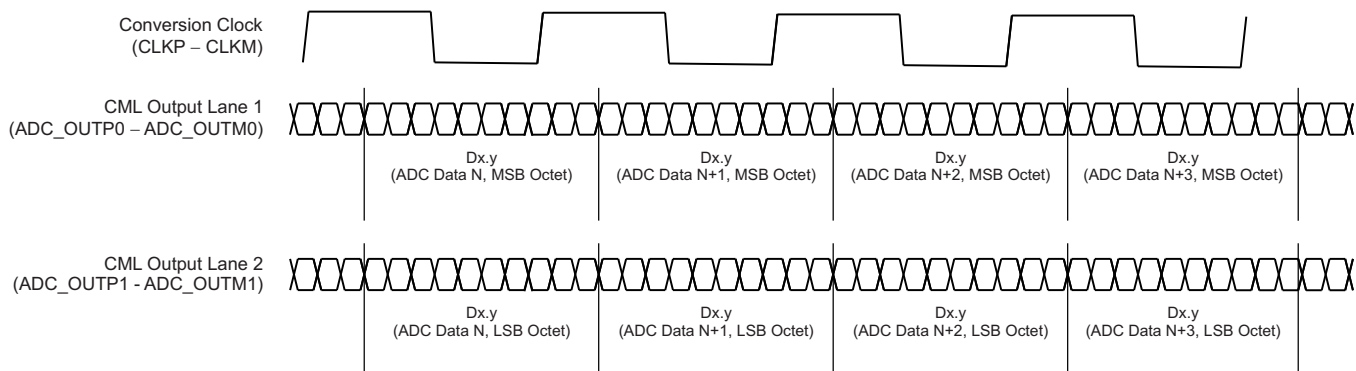 Conversion Clock
(CLKP – CLKM)
CML Output Lane 1
(ADC_OUTP0 – ADC_OUTM0)
Dx.y
(ADC Data N, MSB Octet)
Dx.y
(ADC Data N+1, MSB Octet)
Dx.y
(ADC Data N+2, MSB Octet)
Dx.y
(ADC Data N+3, MSB Octet)
CML Output Lane 2
(ADC_OUTP1 - ADC_OUTM1)
Dx.y
(ADC Data N, LSB Octet)
Dx.y
(ADC Data N+1, LSB Octet)
Dx.y
(ADC Data N+2, LSB Octet)
Dx.y
(ADC Data N+3, LSB Octet)